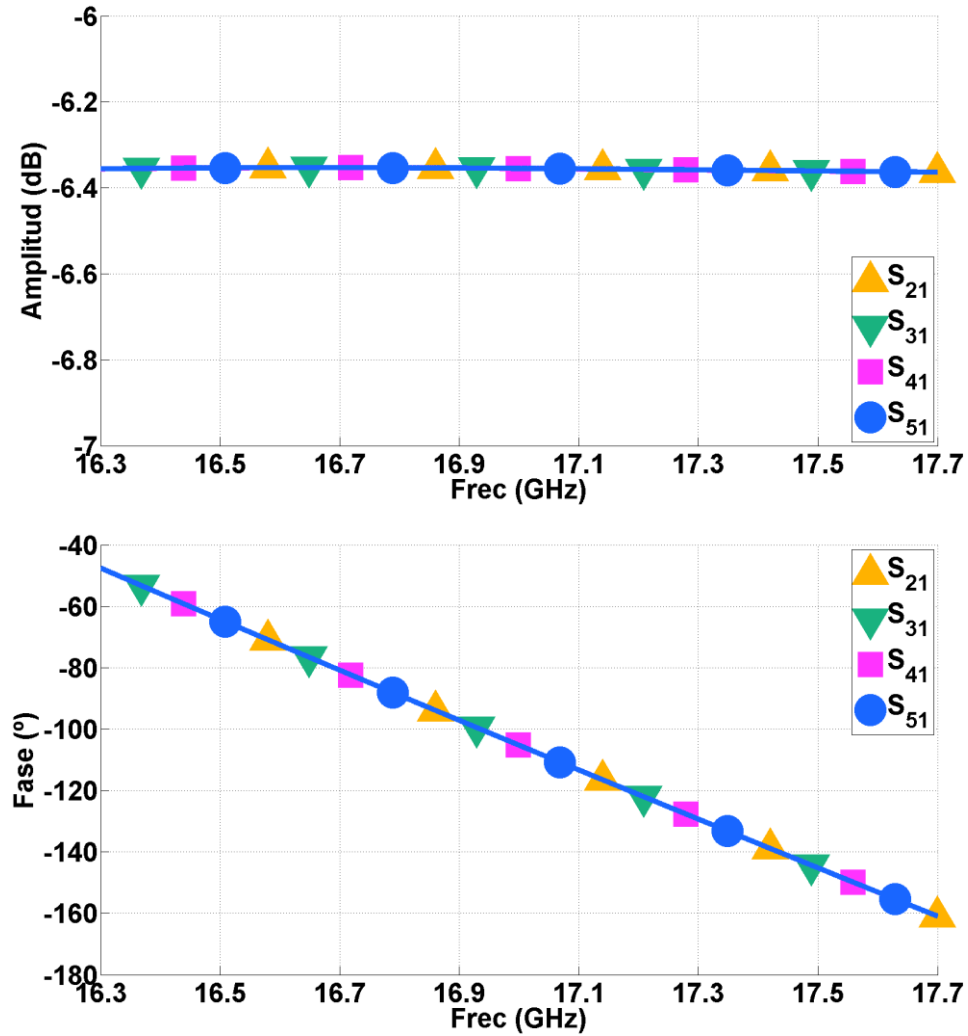 -6
-6.2
-6.4
-6.6
-6.8
-7
Amplitud (dB)
S21
S31
S41
S51
16.3 16.5 16.7 16.9 17.1 17.3 17.5 17.7
Frec (GHz)
-40
-60
-80
-100
-120
-140
-160
-180
Fase (º)
S21
S31
S41
S51
16.3 16.5 16.7 16.9 17.1 17.3 17.5 17.7
Frec (GHz)